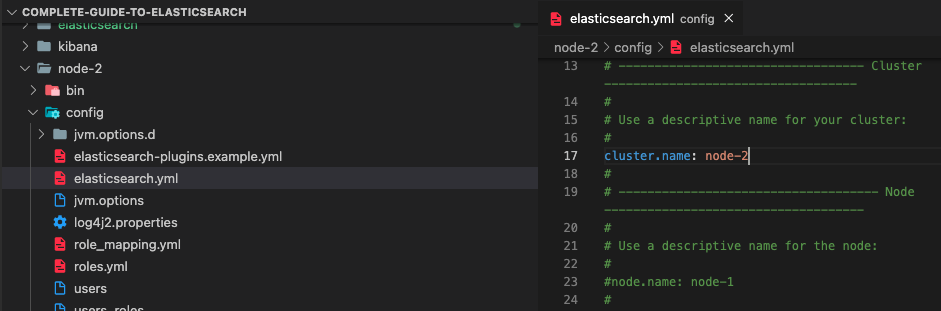 COMPLETE-GUIDE-TO-ELASTICSEARCH
elasticsearch
kibana
node-2
bin
config
jvm.options.d
elasticsearch-plugins.example.yml
elasticsearch.yml
jvm.options
log4j2.properties
role_mapping.yml
roles.yml
users
users_roles
elasticsearch.yml config
node-2 > config > elasticsearch.yml
13 # ---------------------------------- Cluster
-----------------------------------
14 #
15 # Use a descriptive name for your cluster:
16 #
17 cluster.name: node-2
18 #
19 # ------------------------------------ Node
------------------------------------
20 #
21 # Use a descriptive name for the node:
22 #
23 #node.name: node-1
24 #